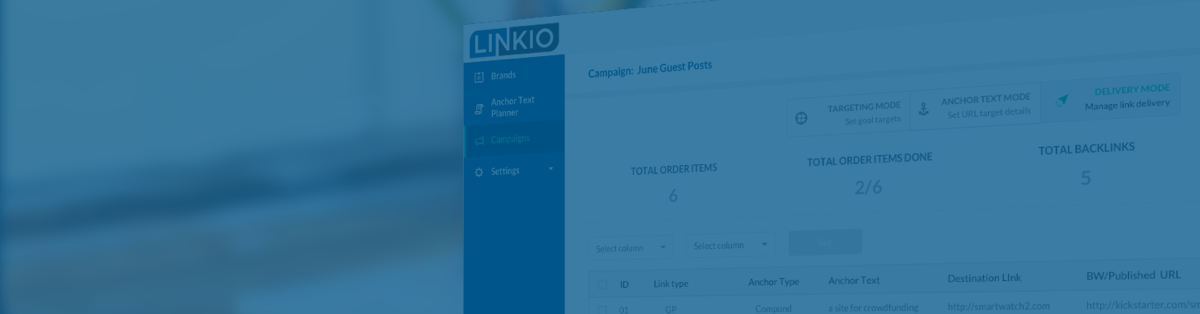 LINKIO
Brands
Anchor Text
Planner
Campaigns
Settings
Campaign: June Guest Posts
TARGETING MODE
Set goal targets
ANCHOR TEXT MODE
Set URL target details
DELIVERY MODE
Manage link delivery
TOTAL ORDER ITEMS
6
TOTAL ORDER ITEMS DONE
2/6
TOTAL BACKLINKS
5
Select column
Select column
ID Link type Anchor Type Anchor Text Destination LInk BW/Published URL
01 GP Compund a site for crowdfunding http://smartwatch2.com http://kickstarter.com/